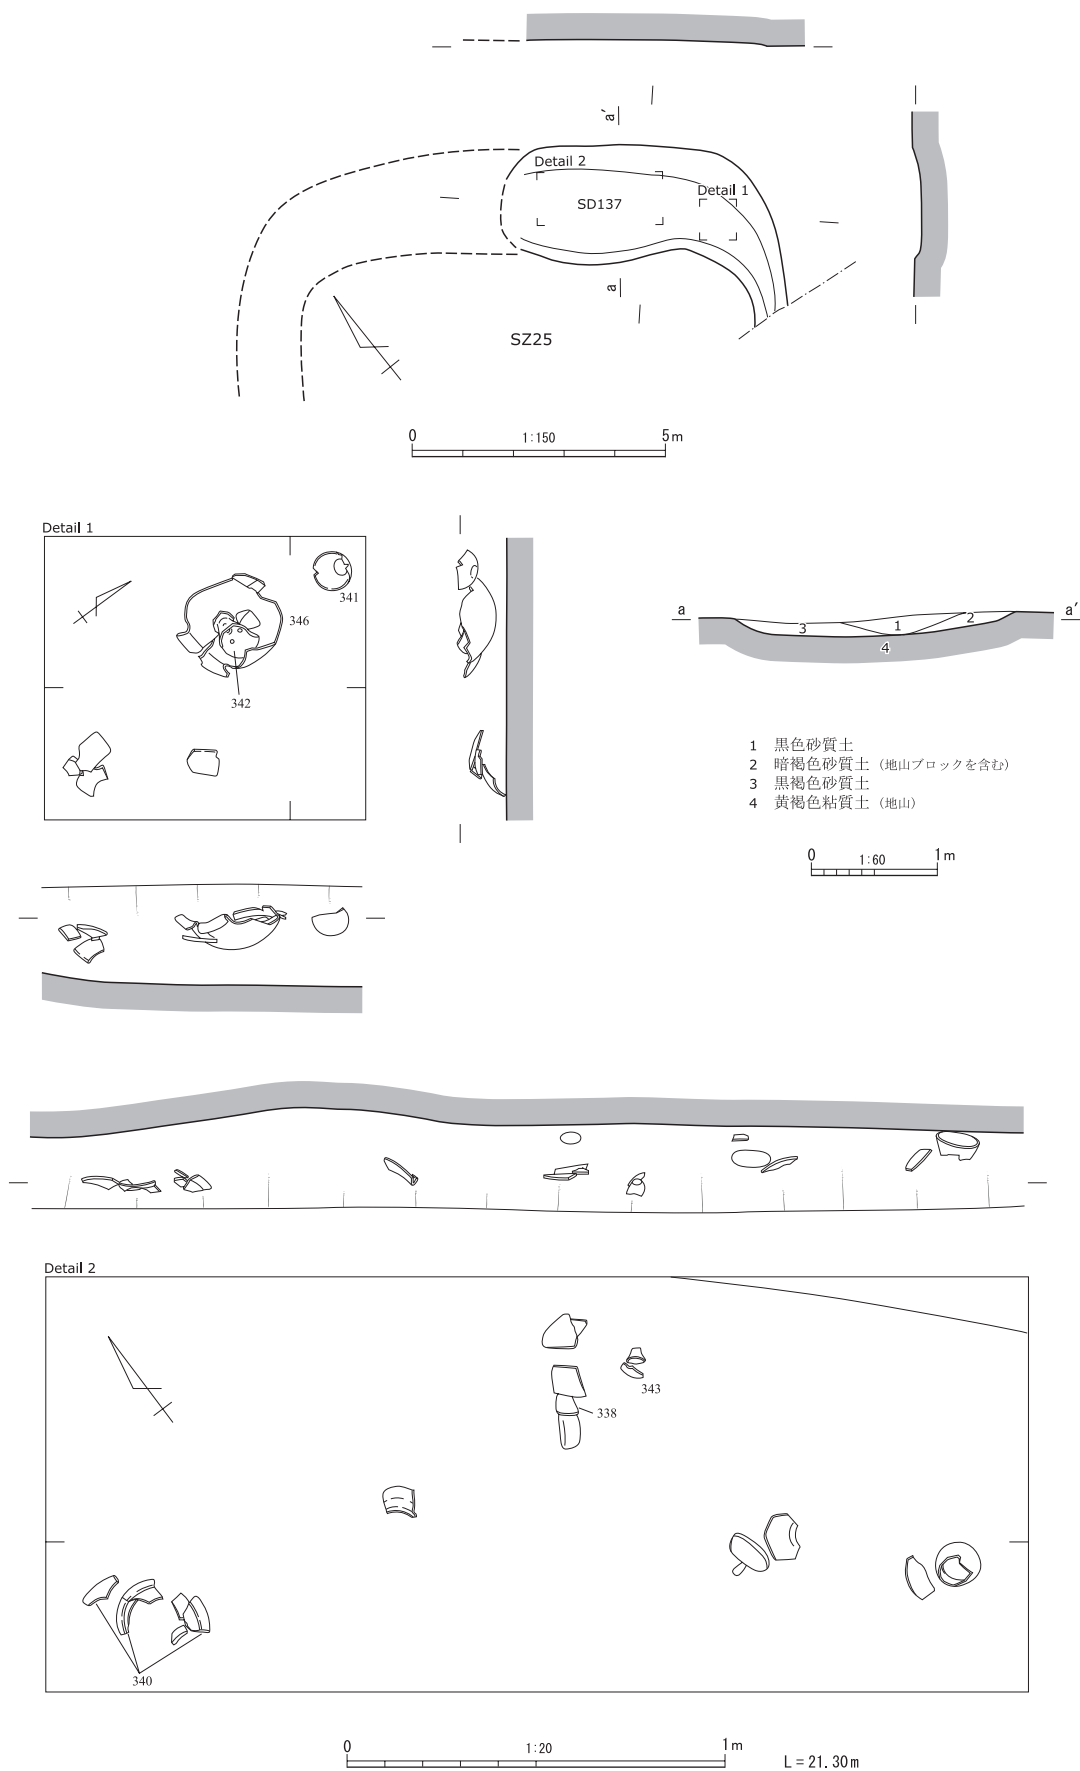 a'
Detail 2
Detail 1
SD137
a
SZ25
0 1:150 5m
Detail 1
341
346
342
a a'
1
2
3
4
1 黒色砂質土
2 暗褐色砂質土（地山ブロックを含む）
3 黒褐色砂質土
4 黄褐色粘質土（地山）
0 1:60 1m
Detail 2
343
338
340
0 1:20 1m
L = 21.30m